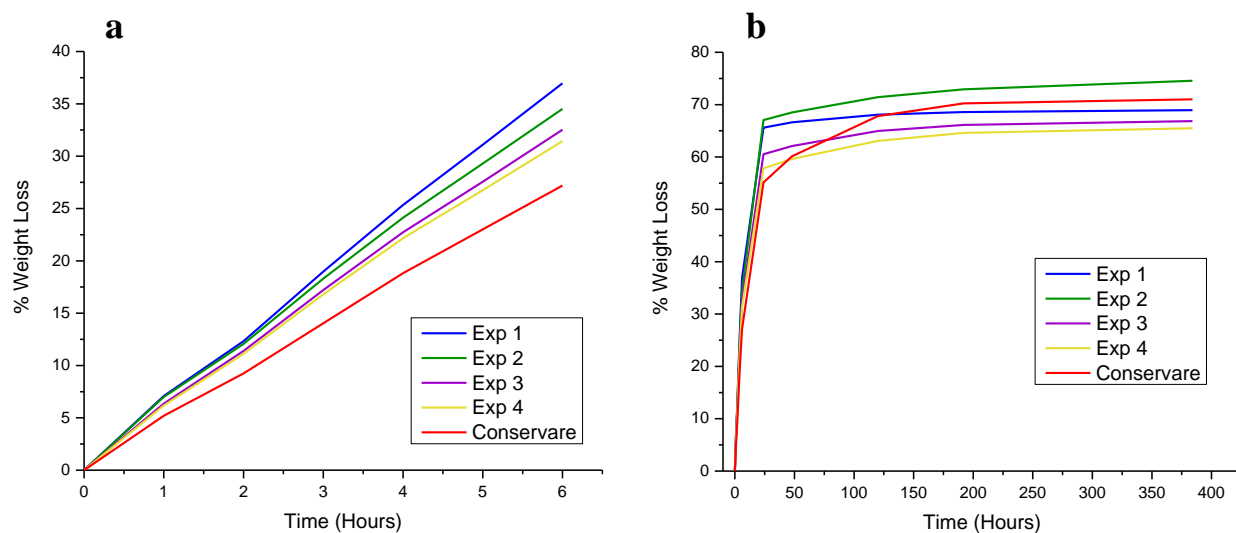 a
40
35
30
25
20
15
10
5
0
% Weight Loss
0 1 2 3 4 5 6
Time (Hours)
Exp 1
Exp 2
Exp 3
Exp 4
Conservare
b
80
70
60
50
40
30
20
10
0
% Weight Loss
0 50 100 150 200 250 300 350 400
Time (Hours)
Exp 1
Exp 2
Exp 3
Exp 4
Conservare